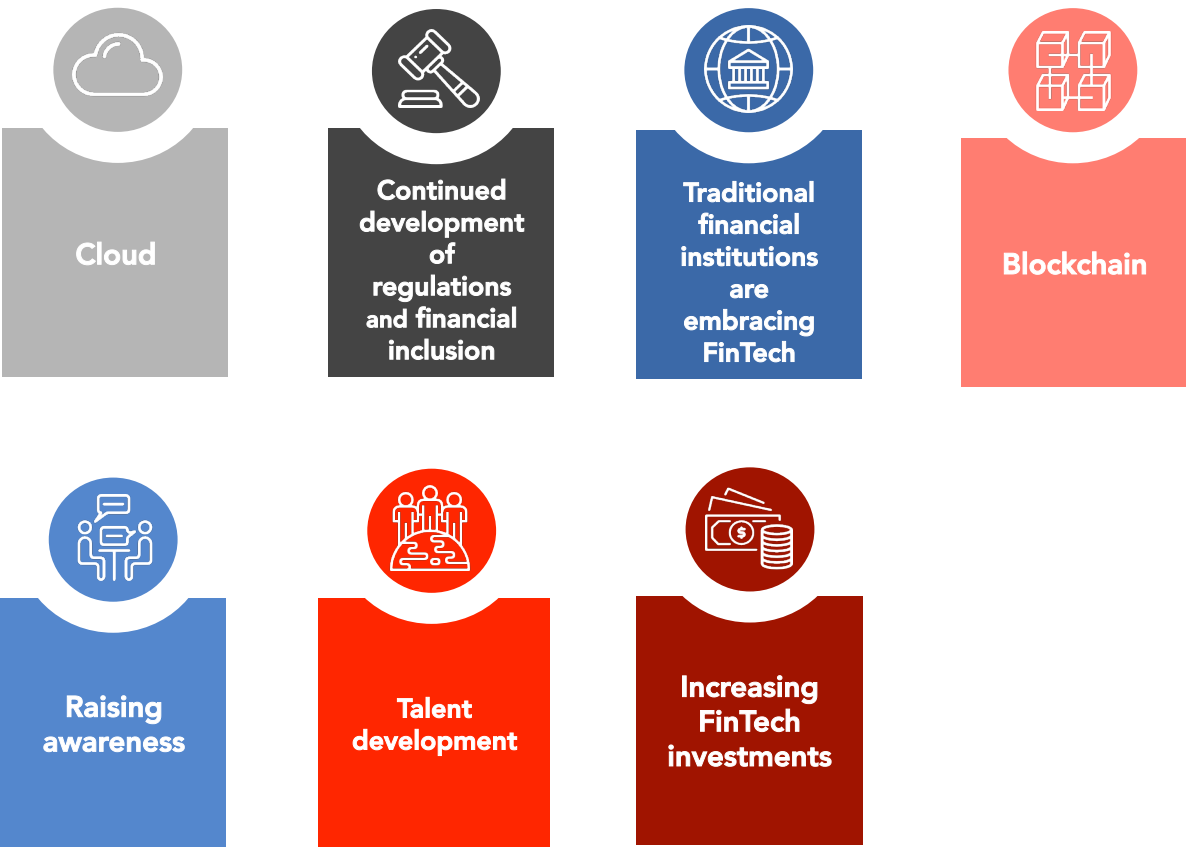 Cloud
Continued
development
of
regulations
and financial
inclusion
Traditional
financial
institutions
are
embracing
FinTech
Blockchain
$
Raising
awareness
Talent
development
Increasing
FinTech
investments